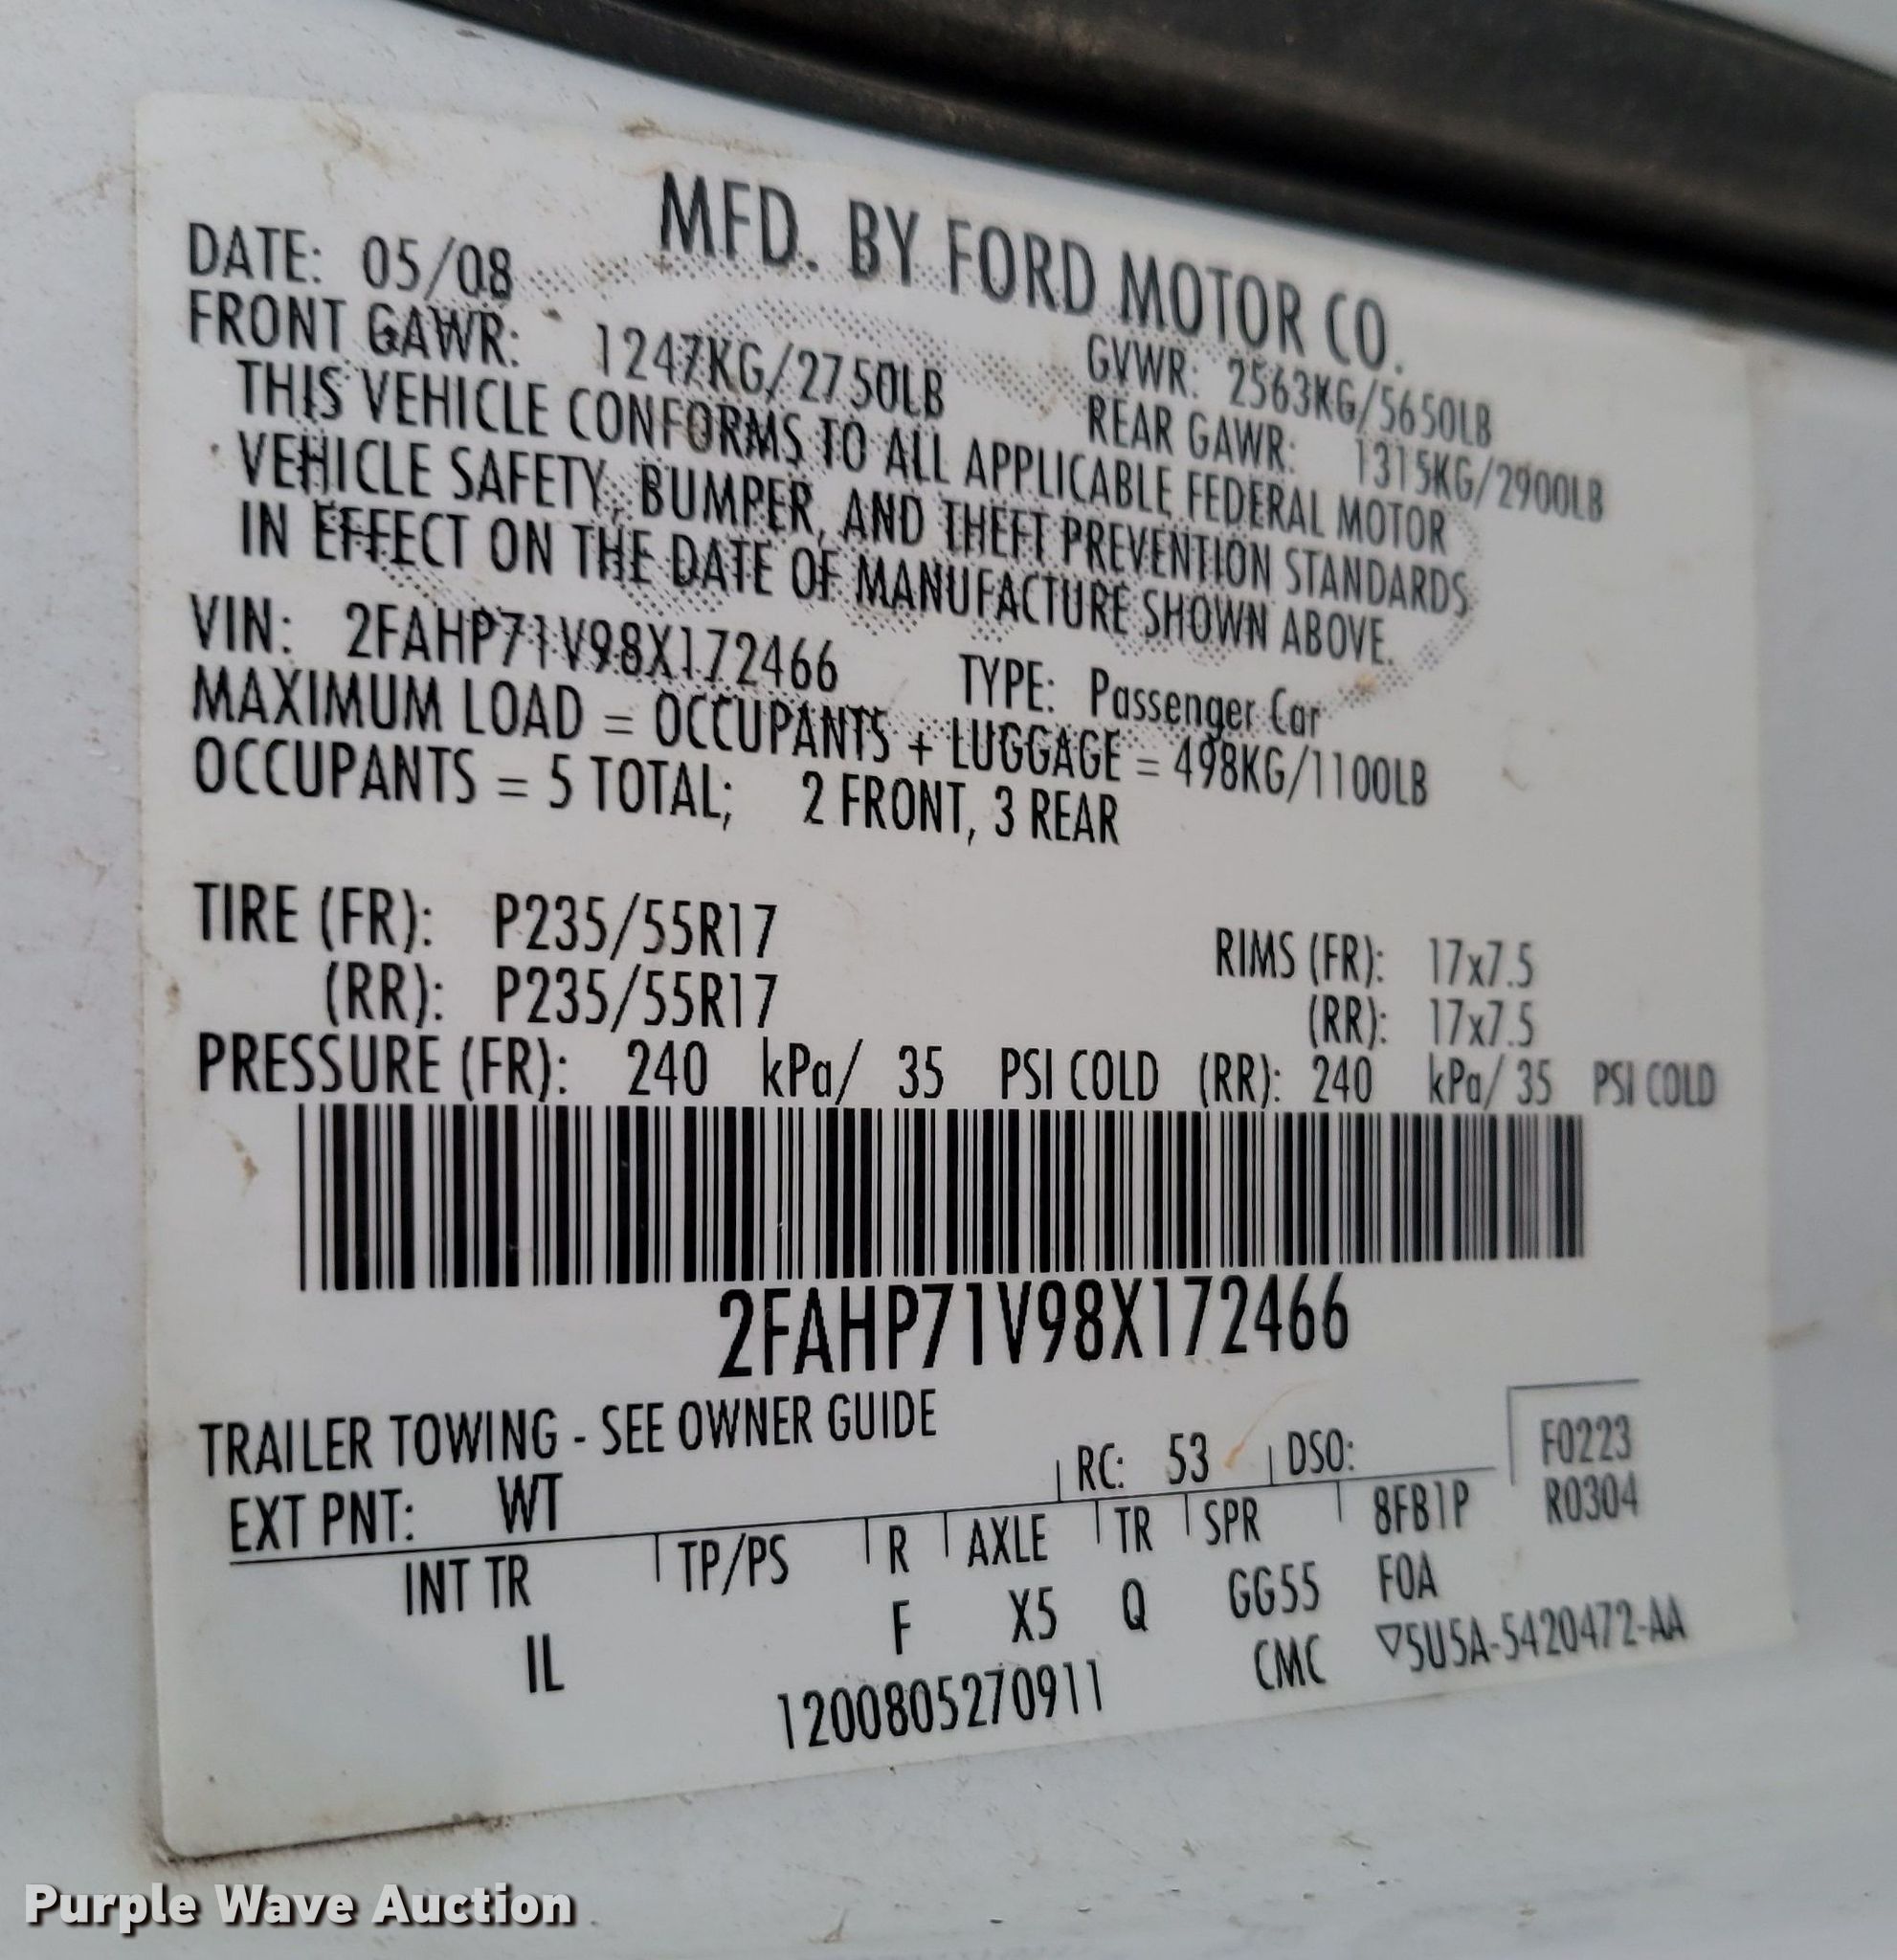 MFD. BY FORD MOTOR CO.
DATE: 05/08
GVWR: 2563KG/5650LB
FRONT GAWR: 1247KG/2750LB
REAR GAWR: 1315KG/2900LB
THIS VEHICLE CONFORMS TO ALL APPLICABLE FEDERAL MOTOR
VEHICLE SAFETY, BUMPER, AND THEFT PREVENTION STANDARDS
IN EFFECT ON THE DATE OF MANUFACTURE SHOWN ABOVE.
VIN: 2FAHP71V98X172466 TYPE: Passenger Car
MAXIMUM LOAD = OCCUPANTS + LUGGAGE = 498KG/1100LB
OCCUPANTS = 5 TOTAL; 2 FRONT, 3 REAR
TIRE (FR): P235/55R17 RIMS (FR): 17x7.5
(RR): P235/55R17 (RR): 17x7.5
PRESSURE (FR): 240 kPa/ 35 PSI COLD (RR): 240 kPa/ 35 PSI COLD
2FAHP71V98X172466
TRAILER TOWING - SEE OWNER GUIDE
EXT PNT: WT RC: 53 DSO: F0223
INT TR TP/PS R AXLE TR SPR 8FB1P R0304
IL F X5 Q GG55 FOA
1200805270911 CMC ▽5U5A-5420472-AA
Purple Wave Auction